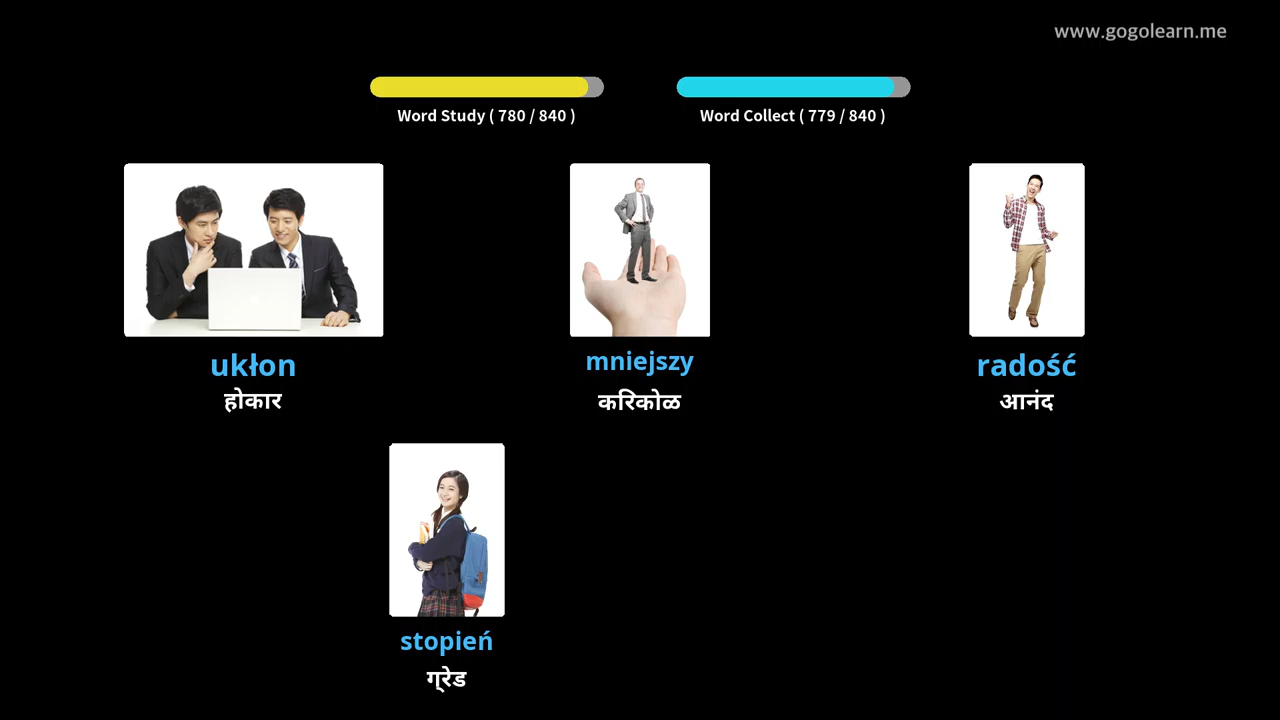 www.gogolearn.me
Word Study ( 780 / 840 )
Word Collect ( 779 / 840 )
ukłon
होकार
mniejszy
करिकोळ
radość
आनंद
stopień
ग्रेड